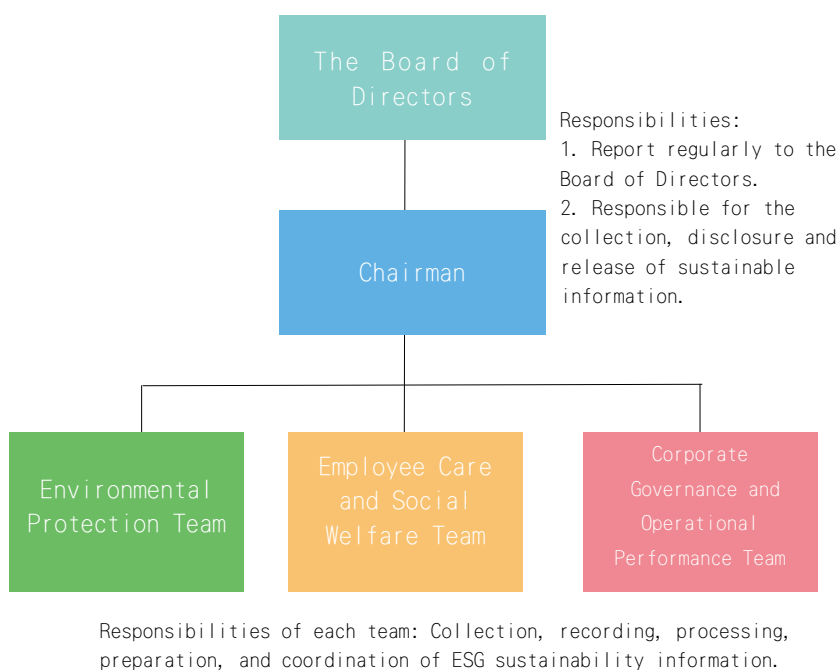 The Board of
Directors
Responsibilities:
1. Report regularly to the
Board of Directors.
2. Responsible for the
collection, disclosure and
release of sustainable
information.
Chairman
Environmental
Protection Team
Employee Care
and Social
Welfare Team
Corporate
Governance and
Operational
Performance Team
Responsibilities of each team: Collection, recording, processing,
preparation, and coordination of ESG sustainability information.